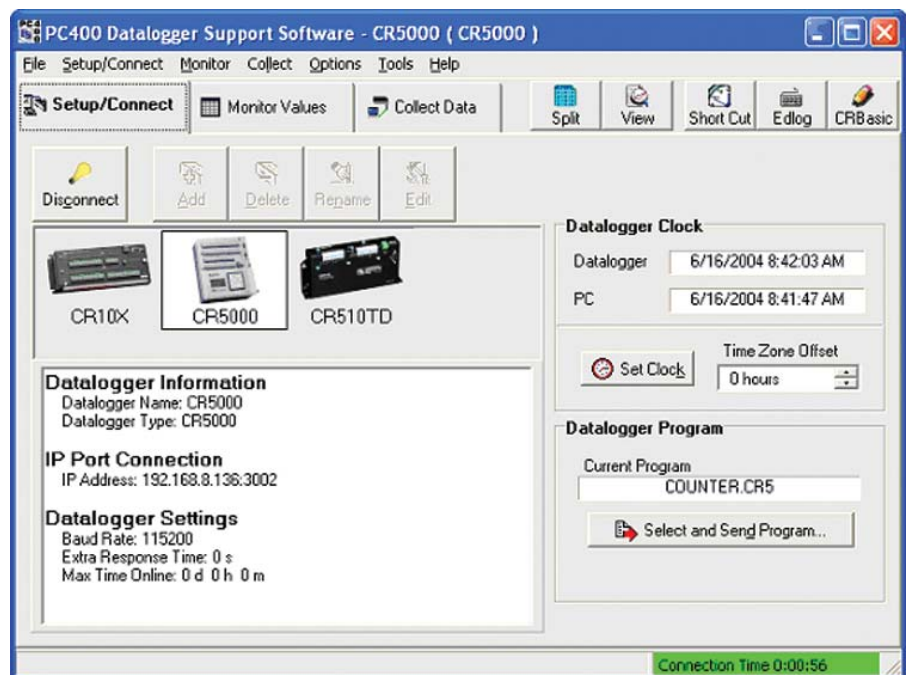 PC400 Datalogger Support Software - CR5000 ( CR5000 )
File Setup/Connect Monitor Collect Options Tools Help
Setup/Connect Monitor Values Collect Data Split View Short Cut Edlog CRBasic
Disconnect Add Delete Rename Edit
CR10X CR5000 CR510TD
Datalogger Information
Datalogger Name: CR5000
Datalogger Type: CR5000
IP Port Connection
IP Address: 192.168.8.136:3002
Datalogger Settings
Baud Rate: 115200
Extra Response Time: 0 s
Max Time Online: 0 d 0 h 0 m
Datalogger Clock
Datalogger 6/16/2004 8:42:03 AM
PC 6/16/2004 8:41:47 AM
Set Clock
Time Zone Offset
0 hours
Datalogger Program
Current Program
COUNTER.CR5
Select and Send Program...
Connection Time 0:00:56